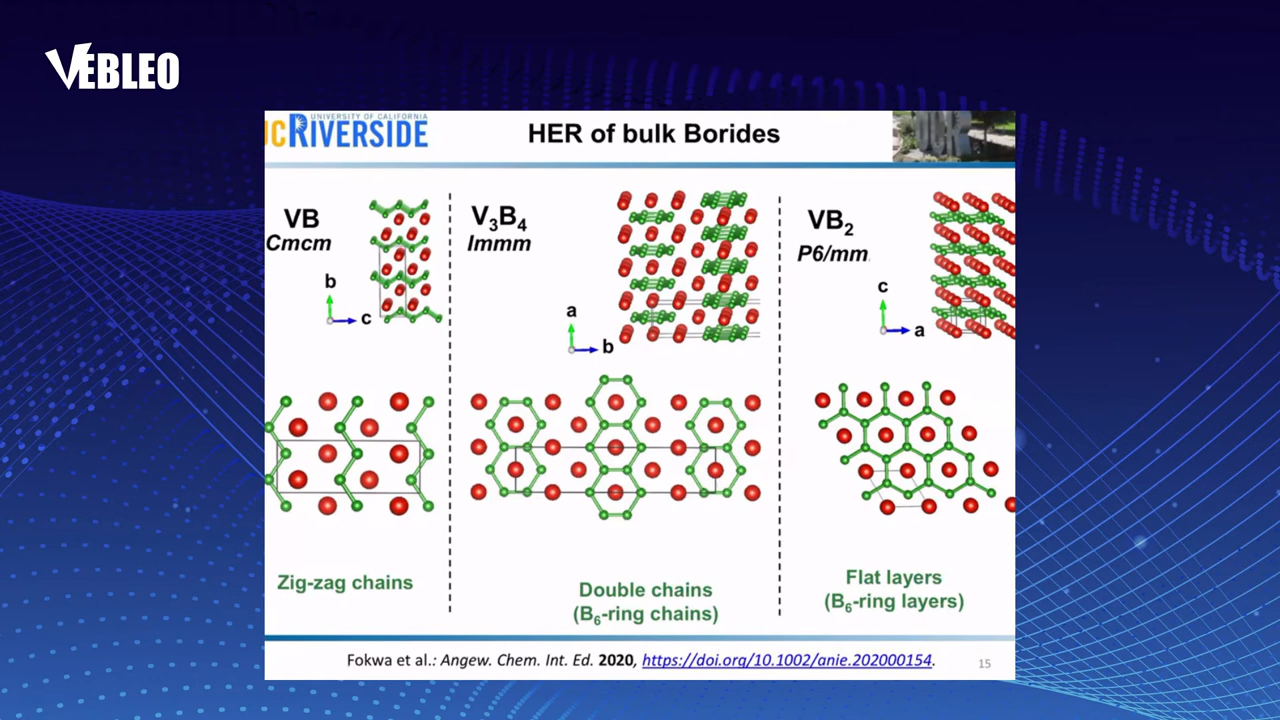 VEBLEO
UNIVERSITY OF CALIFORNIA
UCRIVERSIDE
HER of bulk Borides
UCR
VB
Cmcm
b
c
V₃B₄
Immm
a
b
VB₂
P6/mm
c
a
Zig-zag chains
Double chains
(B₆-ring chains)
Flat layers
(B₆-ring layers)
Fokwa et al.: Angew. Chem. Int. Ed. 2020, https://doi.org/10.1002/anie.202000154.
15